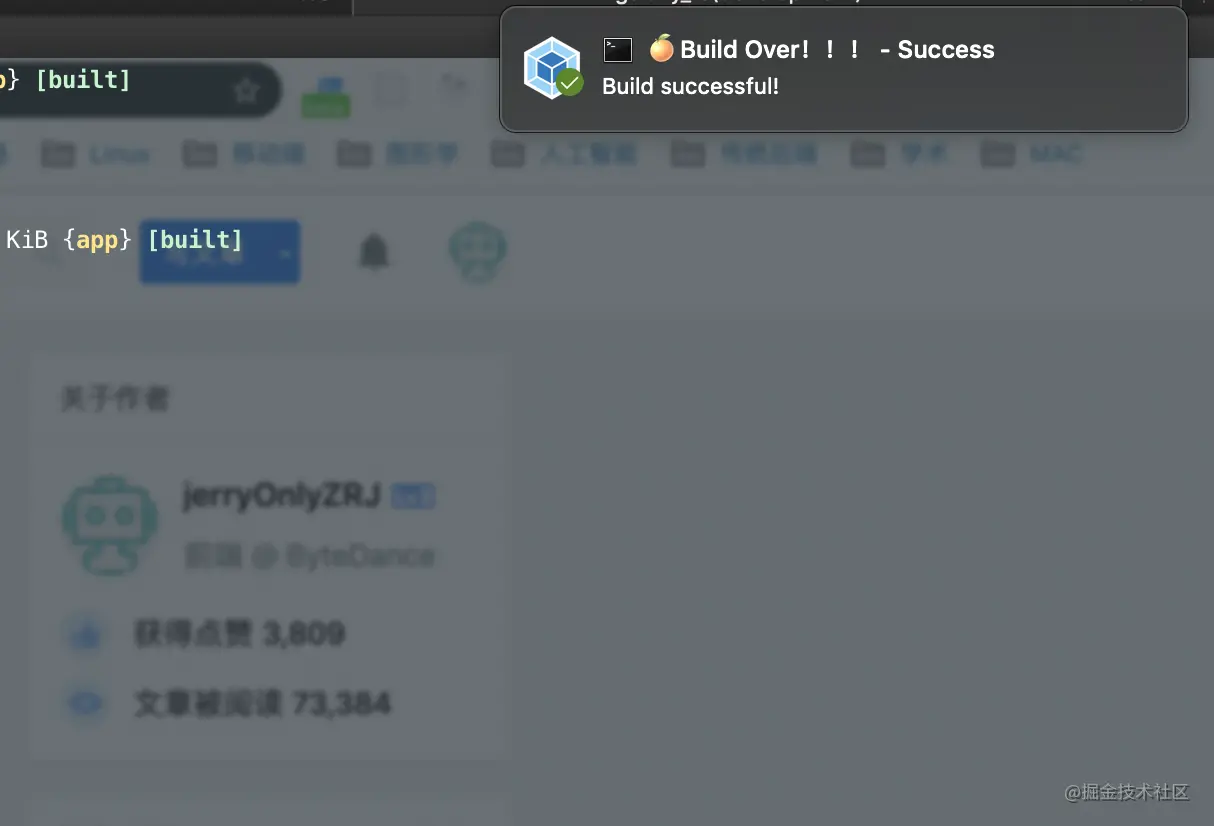 🍊 Build Over！！！ - Success
Build successful!
} [built]
Linux 移动端 图形学 人工智能 传统后端 学术 MAC
KiB {app} [built]
写文章
关于作者
jerryOnlyZRJ
前端 @ ByteDance
获得点赞 3,809
文章被阅读 73,384
@掘金技术社区